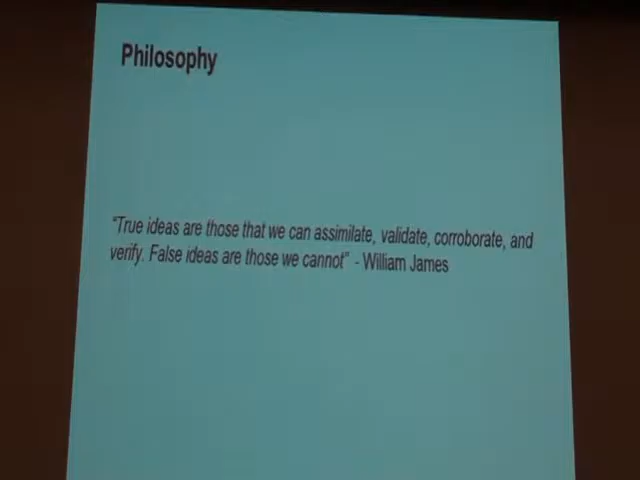 Philosophy
"True ideas are those that we can assimilate, validate, corroborate, and
verify. False ideas are those we cannot" - William James